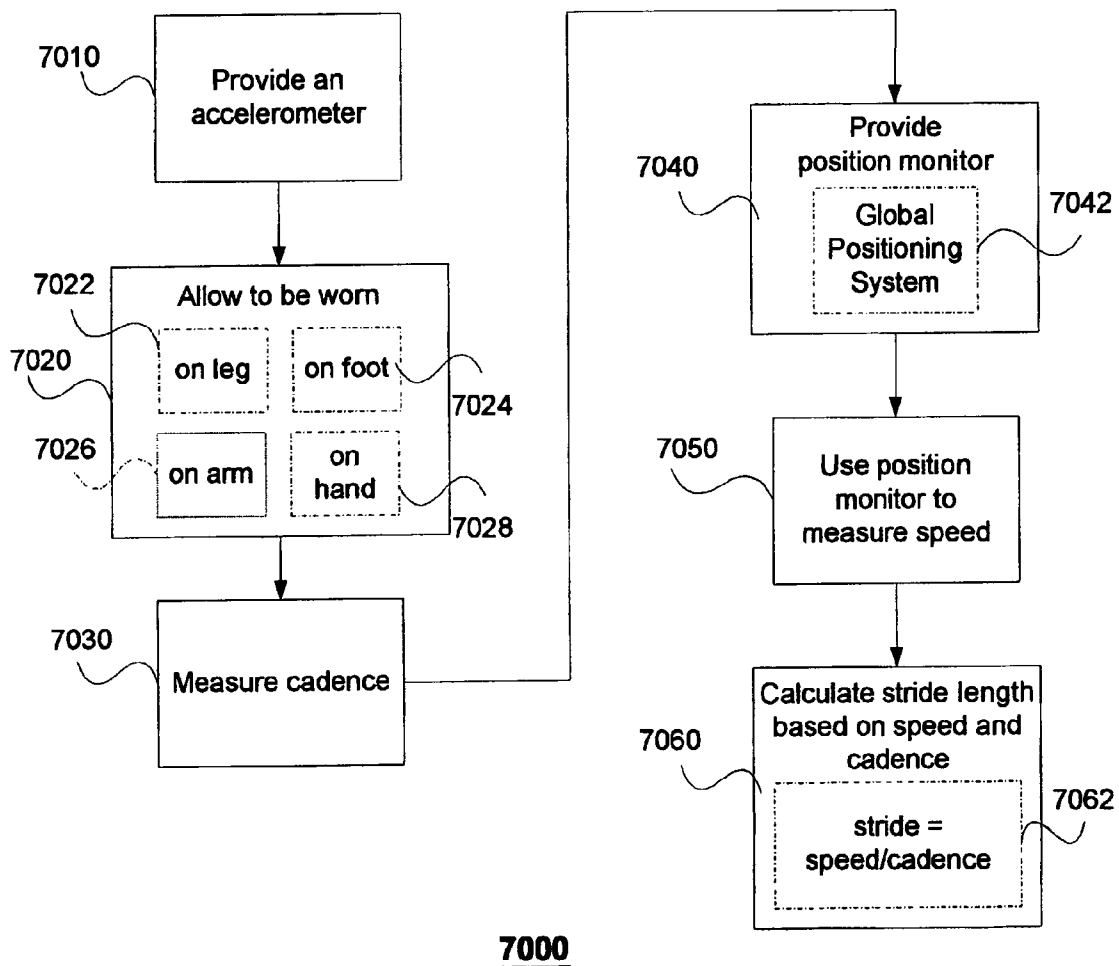 7010
Provide an
accelerometer
7022
7020
Allow to be worn
on leg
on foot
7024
7026
on arm
on
hand
7028
7030
Measure cadence
Provide
position monitor
7040
Global
Positioning
System
7042
7050
Use position
monitor to
measure speed
Calculate stride length
based on speed and
cadence
7060
7062
stride =
speed/cadence
7000